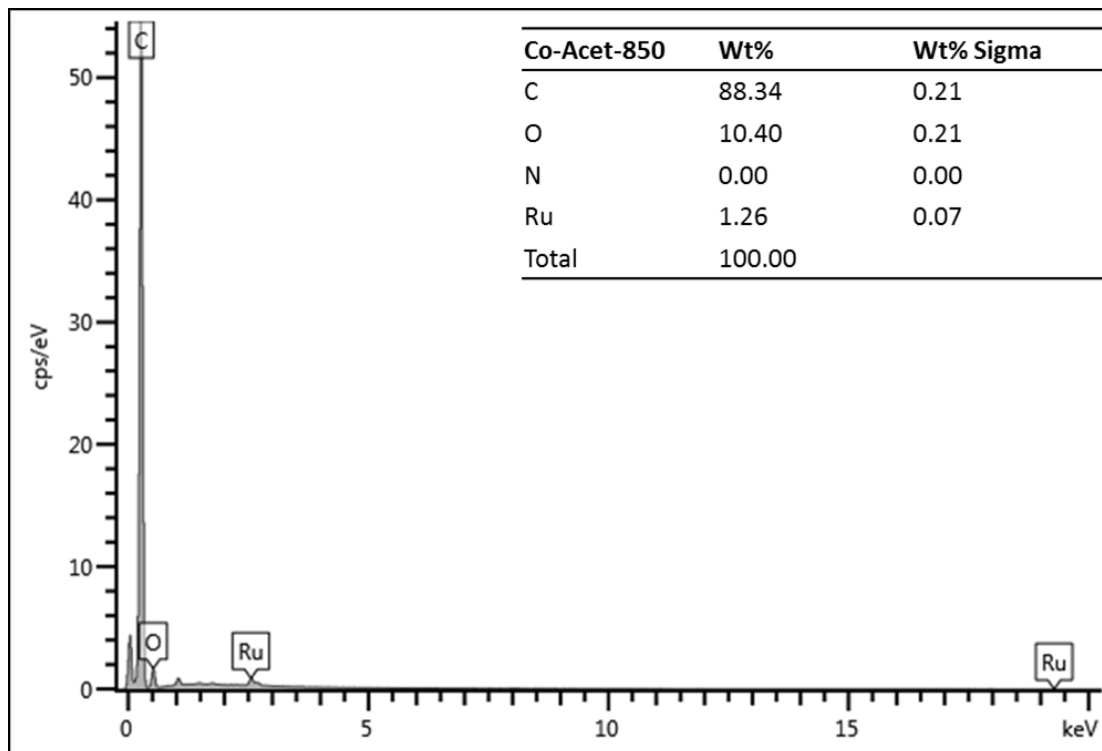 Co-Acet-850 Wt% Wt% Sigma
C 88.34 0.21
O 10.40 0.21
N 0.00 0.00
Ru 1.26 0.07
Total 100.00
C
50
40
30
cps/eV
20
10
O
Ru
Ru
0
0 5 10 15 keV